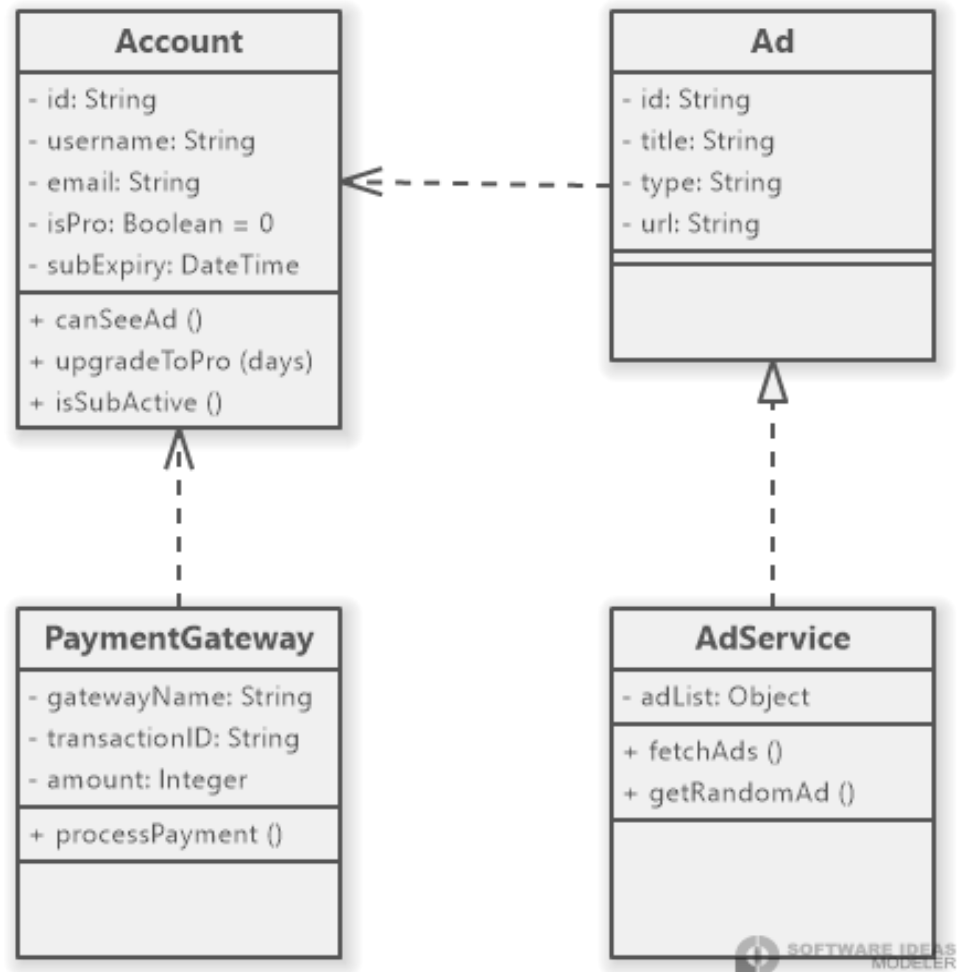 Account
- id: String
- username: String
- email: String
- isPro: Boolean = 0
- subExpiry: DateTime
+ canSeeAd ()
+ upgradeToPro (days)
+ isSubActive ()
Ad
- id: String
- title: String
- type: String
- url: String
PaymentGateway
- gatewayName: String
- transactionID: String
- amount: Integer
+ processPayment ()
AdService
- adList: Object
+ fetchAds ()
+ getRandomAd ()
SOFTWARE IDEAS
MODELER